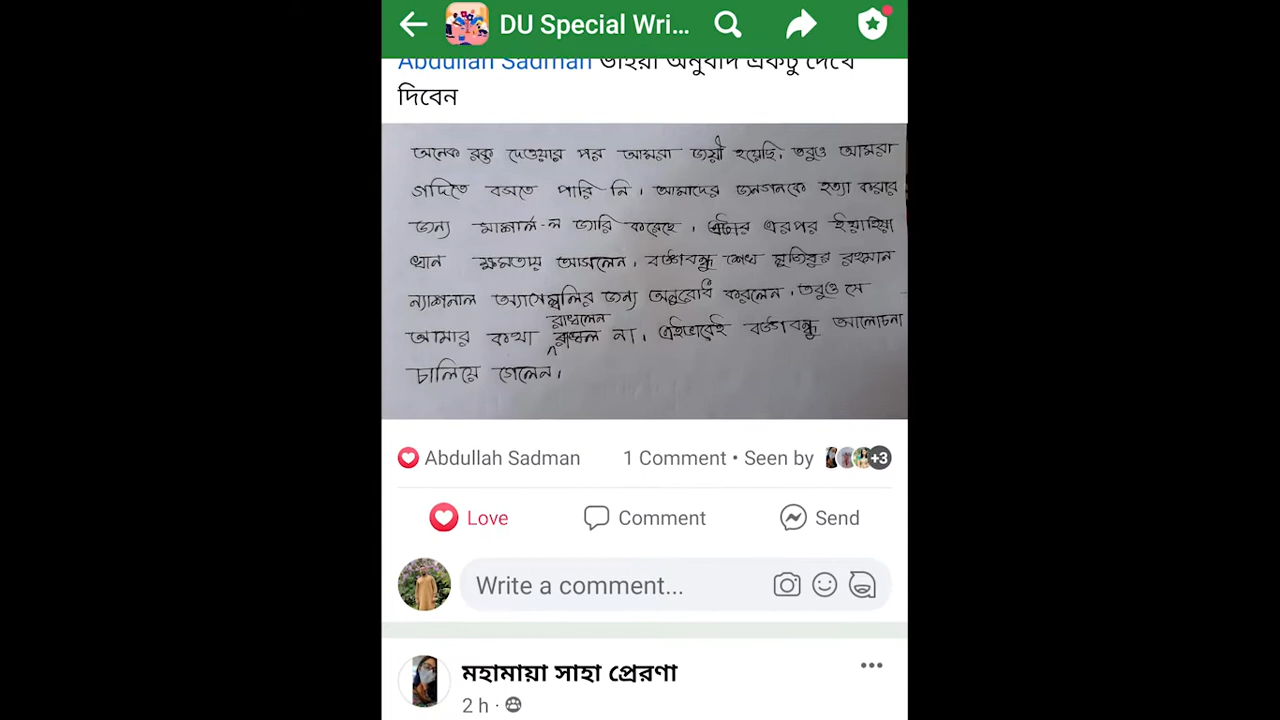 DU Special Wri...
Abdullah Sadman ভাইয়া অনুবাদ একটু দেখে
দিবেন
অনেক রক্ত দেওয়ার পর আমরা জয়ী হয়েছি, তবুও আমরা
গদিতে বসতে পারি নি। আমাদের জনগনকে হত্যা করার
জন্য মার্শাল-ল জারি করেছে। এরপর ইয়াহিয়া
খান ক্ষমতায় আসলেন। বঙ্গবন্ধু শেখ মুজিবুর রহমান
ন্যাশনাল অ্যাসেম্বলির জন্য অনুরোধ করলেন, তবুও সে
রাখলেন
আমার কথা রাখল না। এইভাবেই বঙ্গবন্ধু আলোচনা
চালিয়ে গেলেন।
Abdullah Sadman 1 Comment • Seen by +3
Love Comment Send
Write a comment...
মহামায়া সাহা প্রেরণা
2 h ·